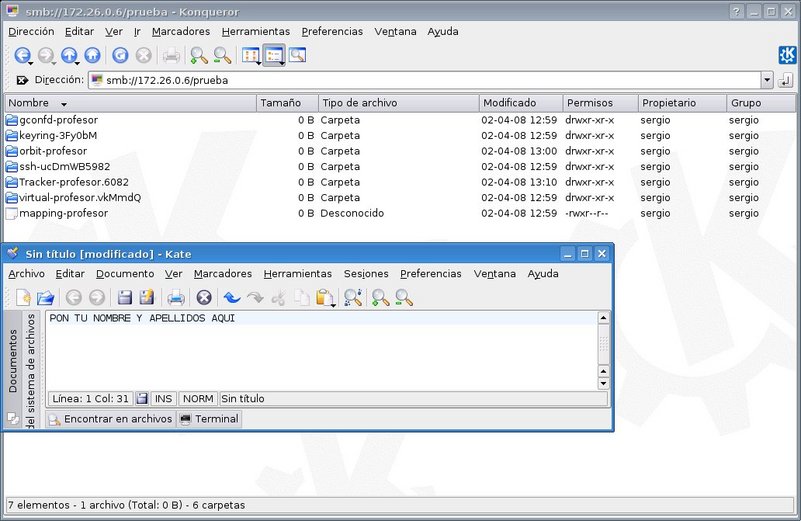 smb://172.26.0.6/prueba - Konqueror
Dirección Editar Ver Ir Marcadores Herramientas Preferencias Ventana Ayuda
Dirección: smb://172.26.0.6/prueba
Nombre Tamaño Tipo de archivo Modificado Permisos Propietario Grupo
gconfd-profesor 0 B Carpeta 02-04-08 12:59 drwxr-xr-x sergio sergio
keyring-3Fy0bM 0 B Carpeta 02-04-08 12:59 drwxr-xr-x sergio sergio
orbit-profesor 0 B Carpeta 02-04-08 13:00 drwxr-xr-x sergio sergio
ssh-ucDmWB5982 0 B Carpeta 02-04-08 12:59 drwxr-xr-x sergio sergio
Tracker-profesor.6082 0 B Carpeta 02-04-08 13:10 drwxr-xr-x sergio sergio
virtual-profesor.vkMmdQ 0 B Carpeta 02-04-08 12:59 drwxr-xr-x sergio sergio
mapping-profesor 0 B Desconocido 02-04-08 12:59 -rwxr--r-- sergio sergio
Sin título [modificado] - Kate
Archivo Editar Documento Ver Marcadores Herramientas Sesiones Preferencias Ventana Ayuda
Documentos
del sistema de archivos
PON TU NOMBRE Y APELLIDOS AQUI
Línea: 1 Col: 31 INS NORM Sin título
Encontrar en archivos Terminal
7 elementos - 1 archivo (Total: 0 B) - 6 carpetas